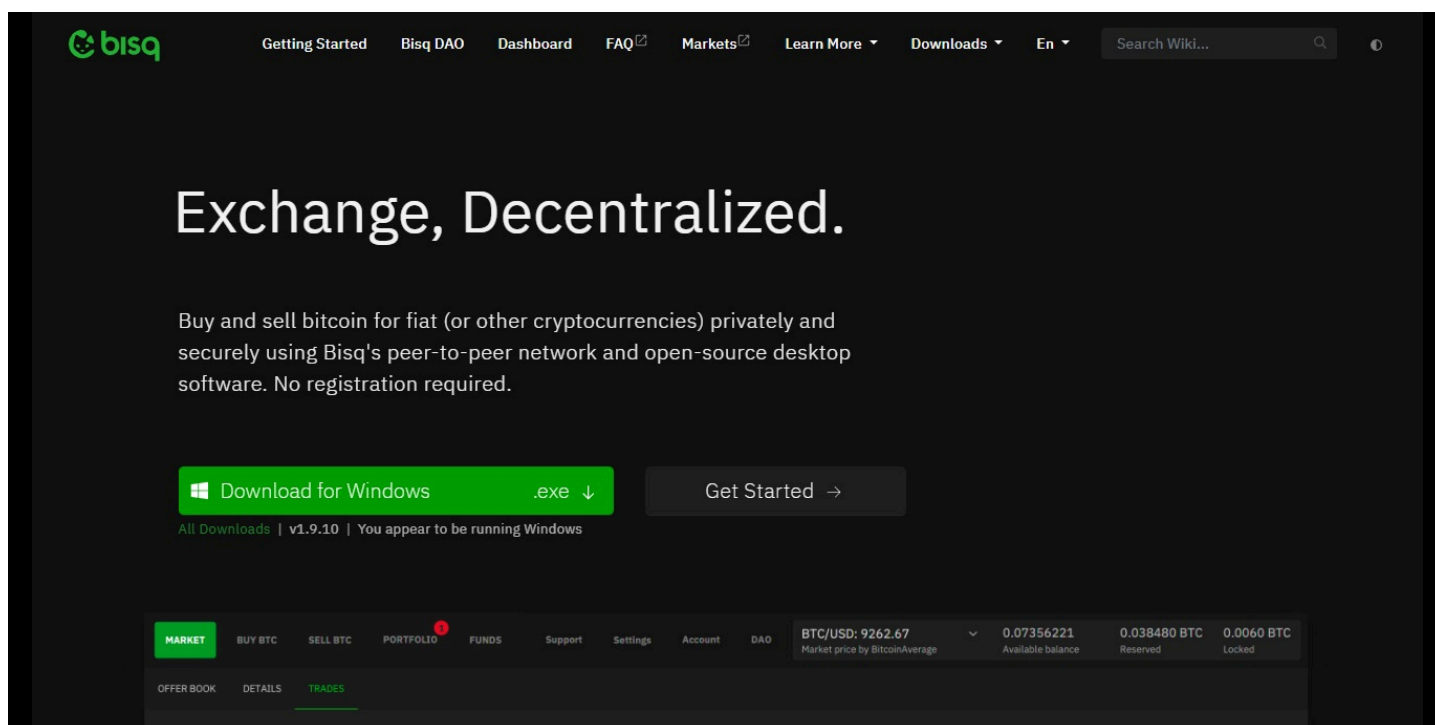 bisq
Getting Started Bisq DAO Dashboard FAQ Markets Learn More Downloads En Search Wiki...
Exchange, Decentralized.
Buy and sell bitcoin for fiat (or other cryptocurrencies) privately and
securely using Bisq's peer-to-peer network and open-source desktop
software. No registration required.
Download for Windows .exe ↓ Get Started →
All Downloads | v1.9.10 | You appear to be running Windows
MARKET BUY BTC SELL BTC PORTFOLIO 1 FUNDS Support Settings Account DAO BTC/USD: 9262.67 0.07356221 0.038480 BTC 0.0060 BTC
Market price by BitcoinAverage Available balance Reserved Locked
OFFER BOOK DETAILS TRADES